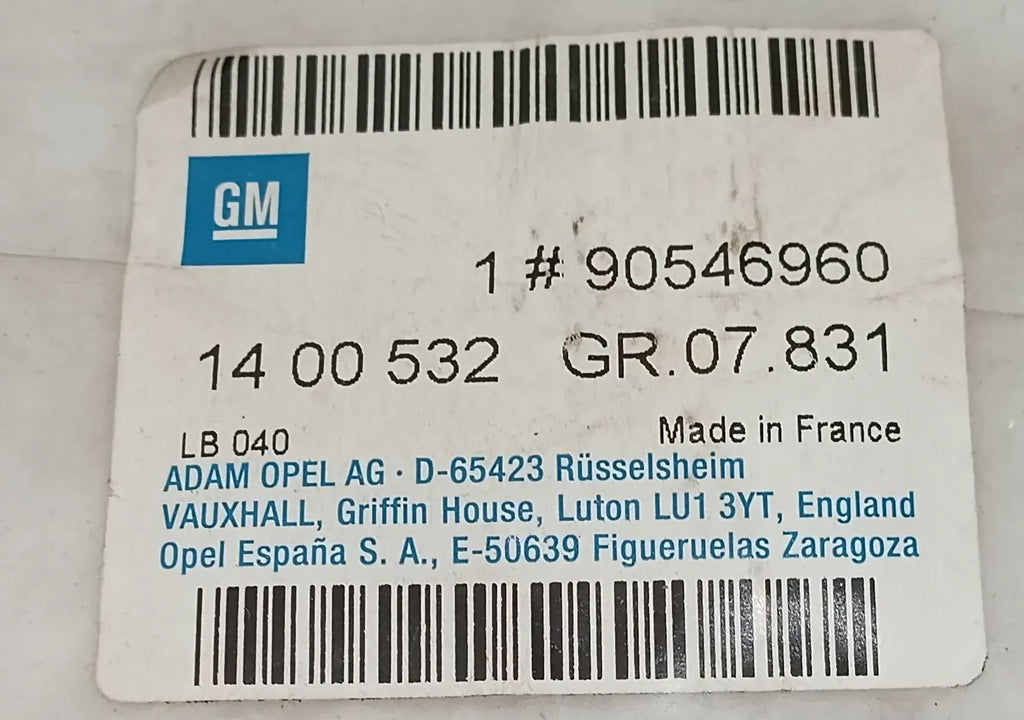 GM
1 # 90546960
14 00 532 GR.07.831
LB 040 Made in France
ADAM OPEL AG · D-65423 Rüsselsheim
VAUXHALL, Griffin House, Luton LU1 3YT, England
Opel España S. A., E-50639 Figueruelas Zaragoza